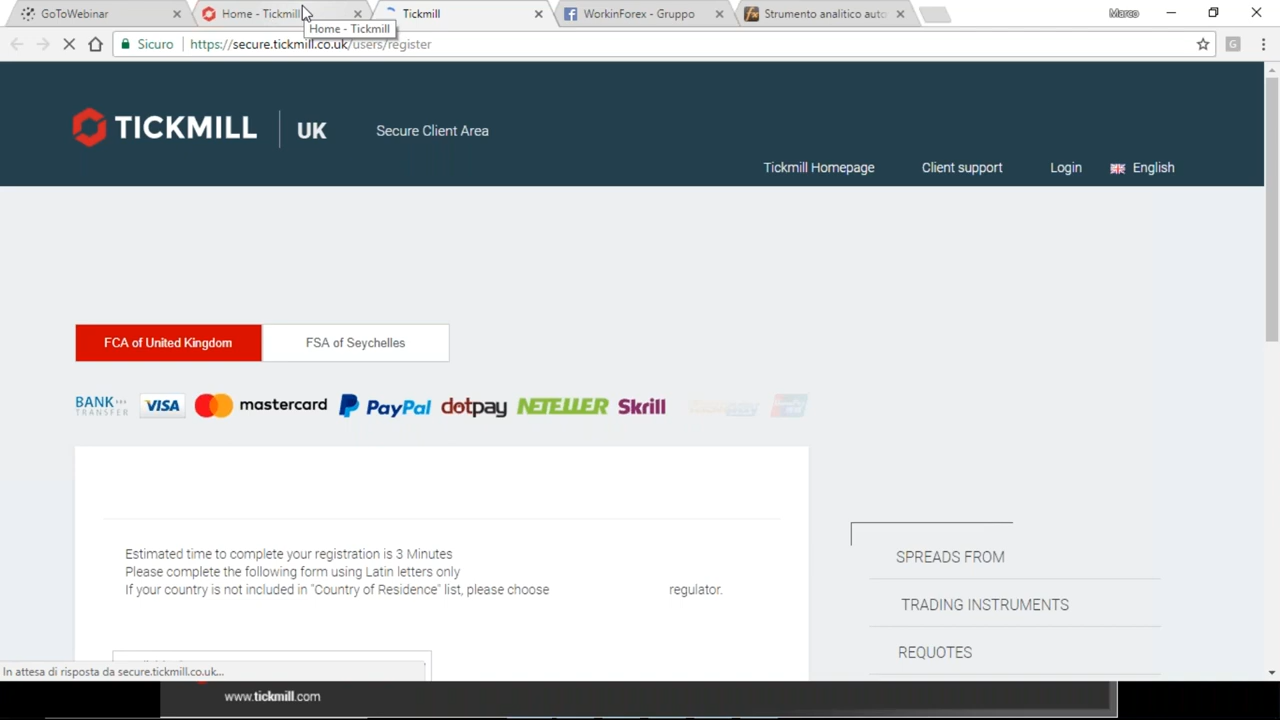 GoToWebinar
Home - Tickmill
Tickmill
WorkinForex - Gruppo
Strumento analitico auto
Marco
Home - Tickmill
Sicuro
https://secure.tickmill.co.uk/users/register
TICKMILL
UK
Secure Client Area
Tickmill Homepage
Client support
Login
English
FCA of United Kingdom
FSA of Seychelles
BANK TRANSFER
VISA
mastercard
PayPal
dotpay
NETELLER
Skrill
Estimated time to complete your registration is 3 Minutes
Please complete the following form using Latin letters only
If your country is not included in "Country of Residence" list, please choose regulator.
SPREADS FROM
TRADING INSTRUMENTS
REQUOTES
In attesa di risposta da secure.tickmill.co.uk...
www.tickmill.com